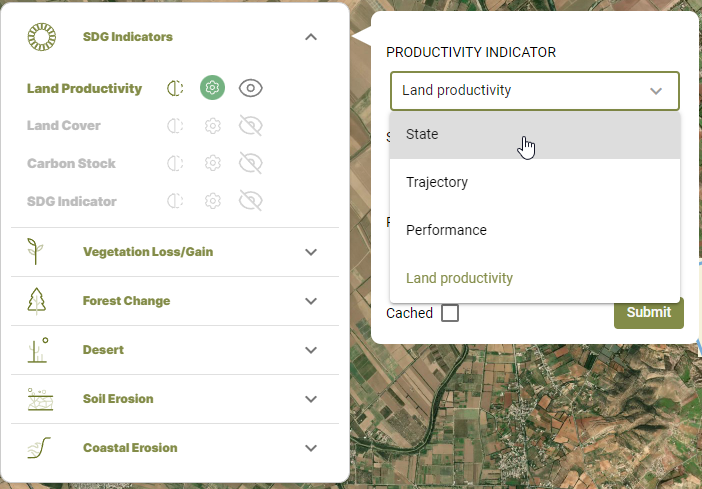 SDG Indicators
Land Productivity
Land Cover
Carbon Stock
SDG Indicator
Vegetation Loss/Gain
Forest Change
Desert
Soil Erosion
Coastal Erosion
PRODUCTIVITY INDICATOR
Land productivity
State
Trajectory
Performance
Land productivity
Cached
Submit